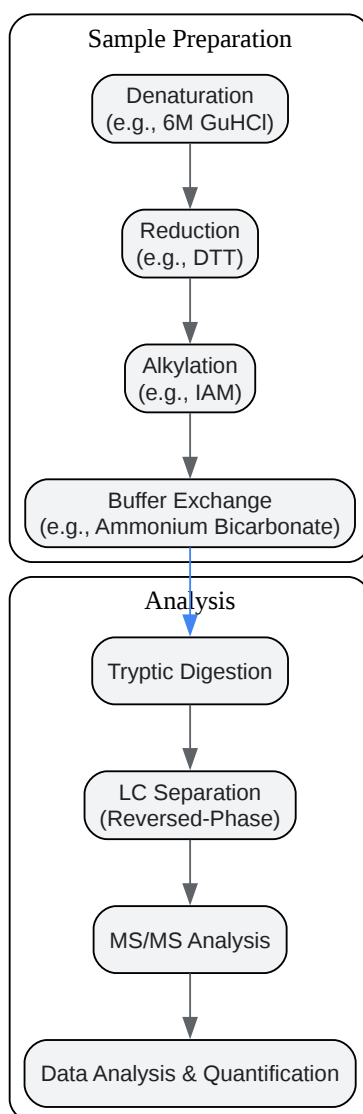 Sample Preparation
Denaturation
(e.g., 6M GuHCl)
Reduction
(e.g., DTT)
Alkylation
(e.g., IAM)
Buffer Exchange
(e.g., Ammonium Bicarbonate)
Analysis
Tryptic Digestion
LC Separation
(Reversed-Phase)
MS/MS Analysis
Data Analysis & Quantification